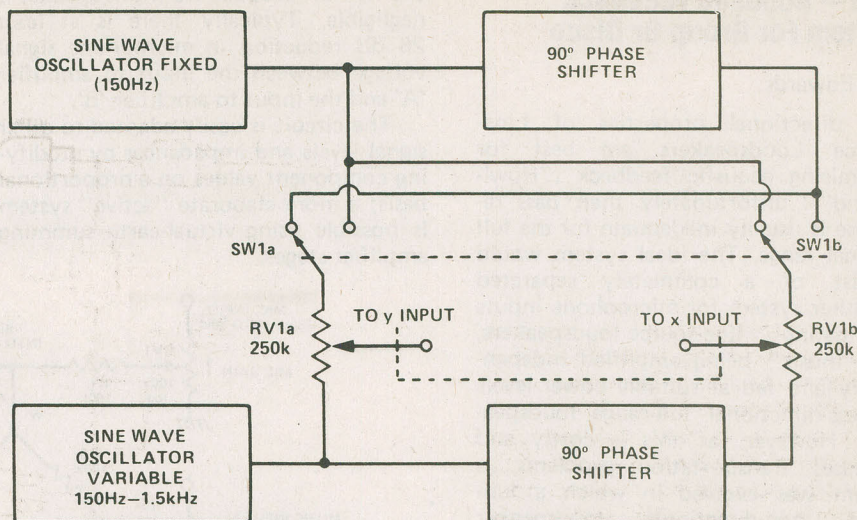 SINE WAVE
OSCILLATOR FIXED
(150Hz)
90° PHASE
SHIFTER
SW1a
SW1b
RV1a
250k
TO y INPUT
TO x INPUT
RV1b
250k
SINE WAVE
OSCILLATOR
VARIABLE
150Hz–1.5kHz
90° PHASE
SHIFTER